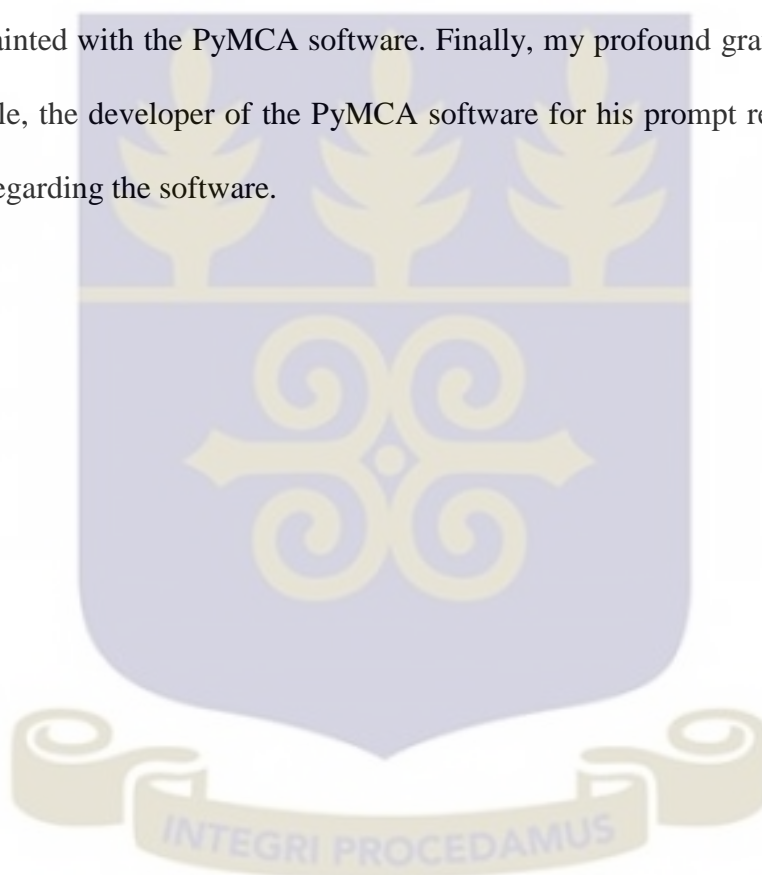 ainted with the PyMCA software. Finally, my profound gra
le, the developer of the PyMCA software for his prompt re
egarding the software.
INTEGRI PROCEDAMUS